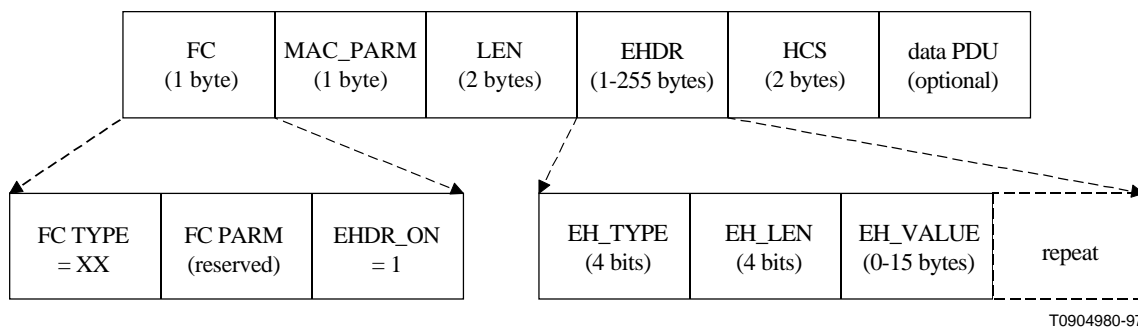 FC
(1 byte)
MAC_PARM
(1 byte)
LEN
(2 bytes)
EHDR
(1-255 bytes)
HCS
(2 bytes)
data PDU
(optional)
FC TYPE
= XX
FC PARM
(reserved)
EHDR_ON
= 1
EH_TYPE
(4 bits)
EH_LEN
(4 bits)
EH_VALUE
(0-15 bytes)
repeat
T0904980-97